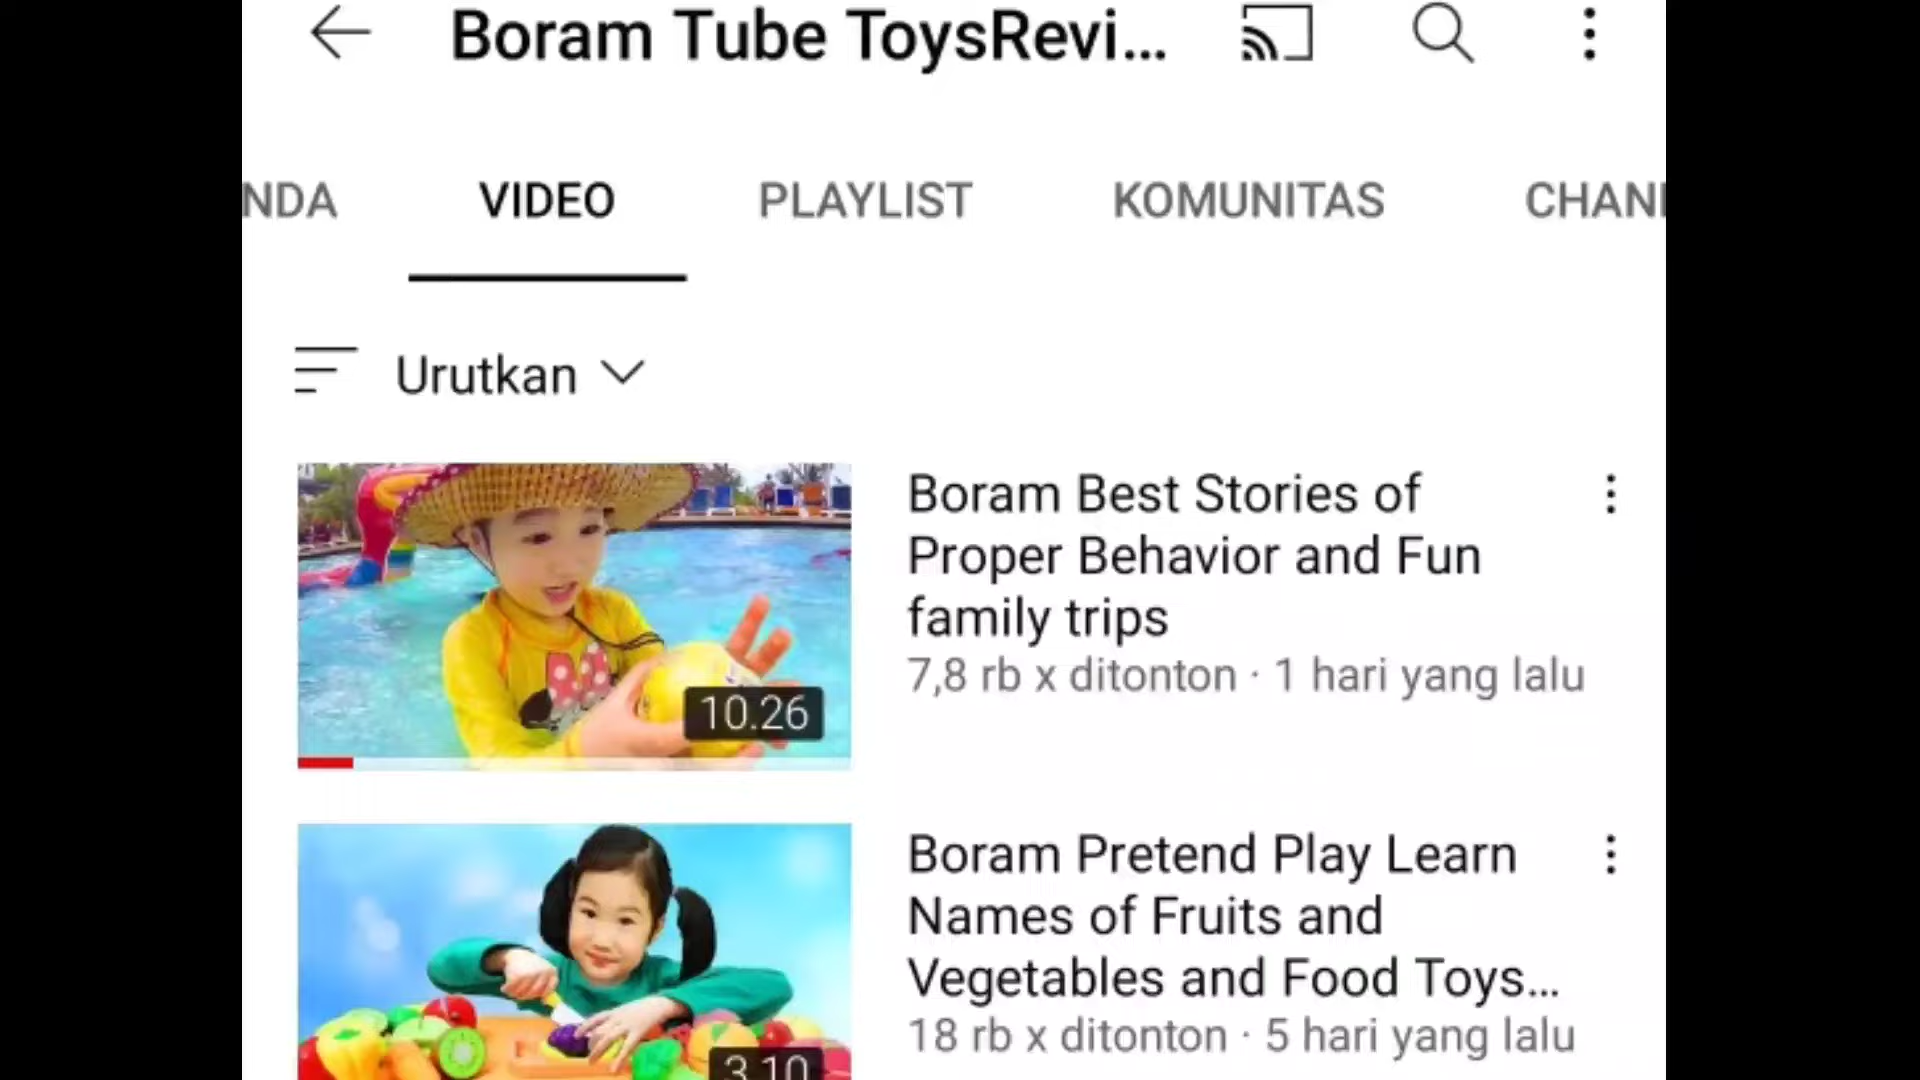 Boram Tube ToysRevi...
NDA VIDEO PLAYLIST KOMUNITAS CHAN
Urutkan
Boram Best Stories of
Proper Behavior and Fun
family trips
7,8 rb x ditonton · 1 hari yang lalu
10.26
Boram Pretend Play Learn
Names of Fruits and
Vegetables and Food Toys...
18 rb x ditonton · 5 hari yang lalu
3.10